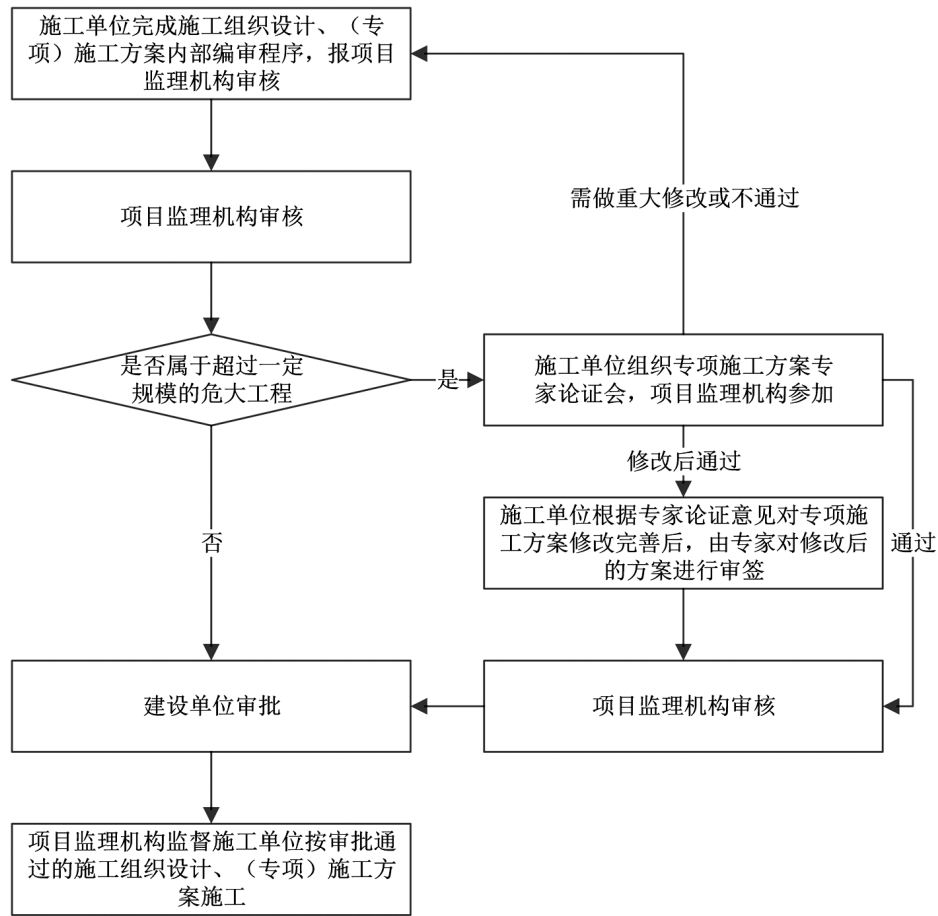 施工单位完成施工组织设计、（专
项）施工方案内部编审程序，报项目
监理机构审核
项目监理机构审核
需做重大修改或不通过
是否属于超过一定
规模的危大工程
是
施工单位组织专项施工方案专
家论证会，项目监理机构参加
修改后通过
施工单位根据专家论证意见对专项施
工方案修改完善后，由专家对修改后
的方案进行审签
否
通过
建设单位审批
项目监理机构审核
项目监理机构监督施工单位按审批通
过的施工组织设计、（专项）施工方
案施工